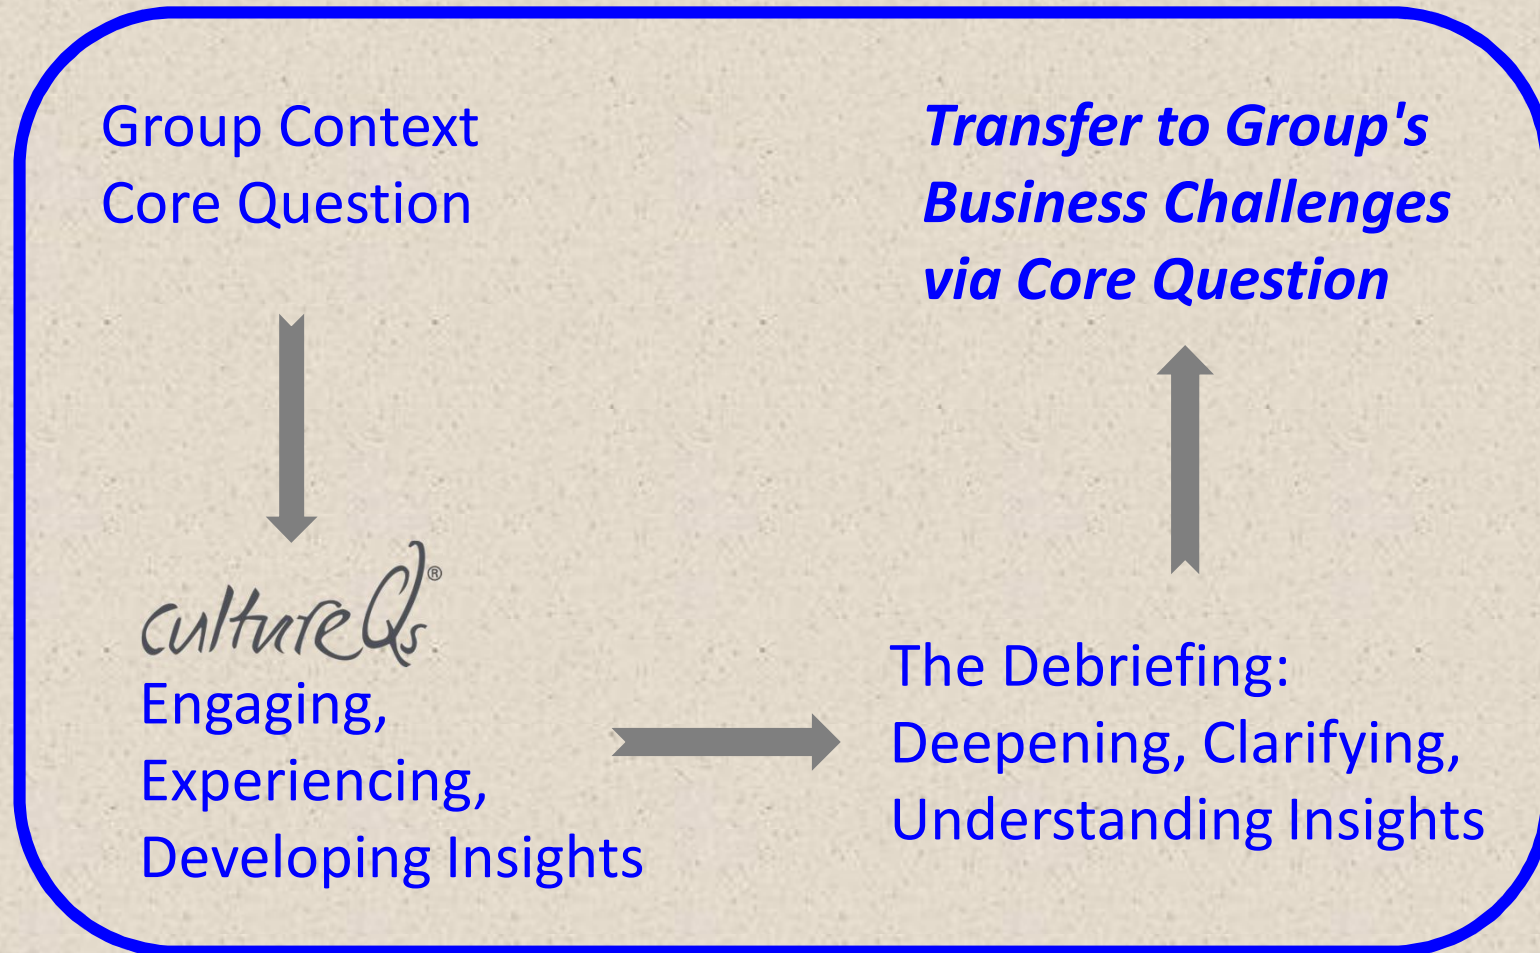 Group Context
Core Question
cultureQs®
Engaging,
Experiencing,
Developing Insights
The Debriefing:
Deepening, Clarifying,
Understanding Insights
Transfer to Group's
Business Challenges
via Core Question